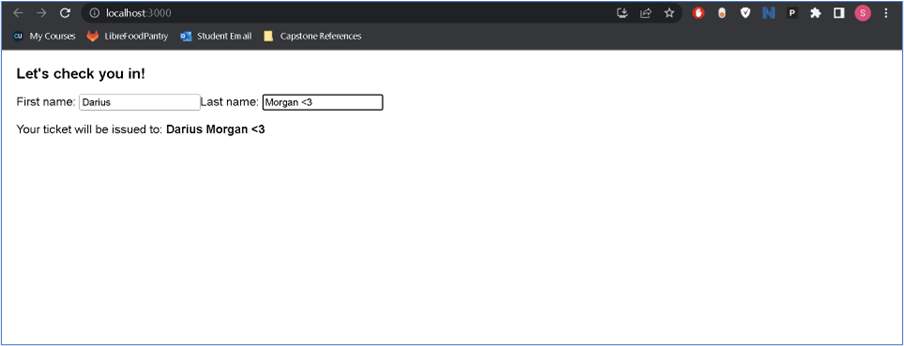 localhost:3000
N P S
CU My Courses LibreFoodPantry Student Email Capstone References
Let's check you in!
First name: Darius Last name: Morgan <3
Your ticket will be issued to: Darius Morgan <3